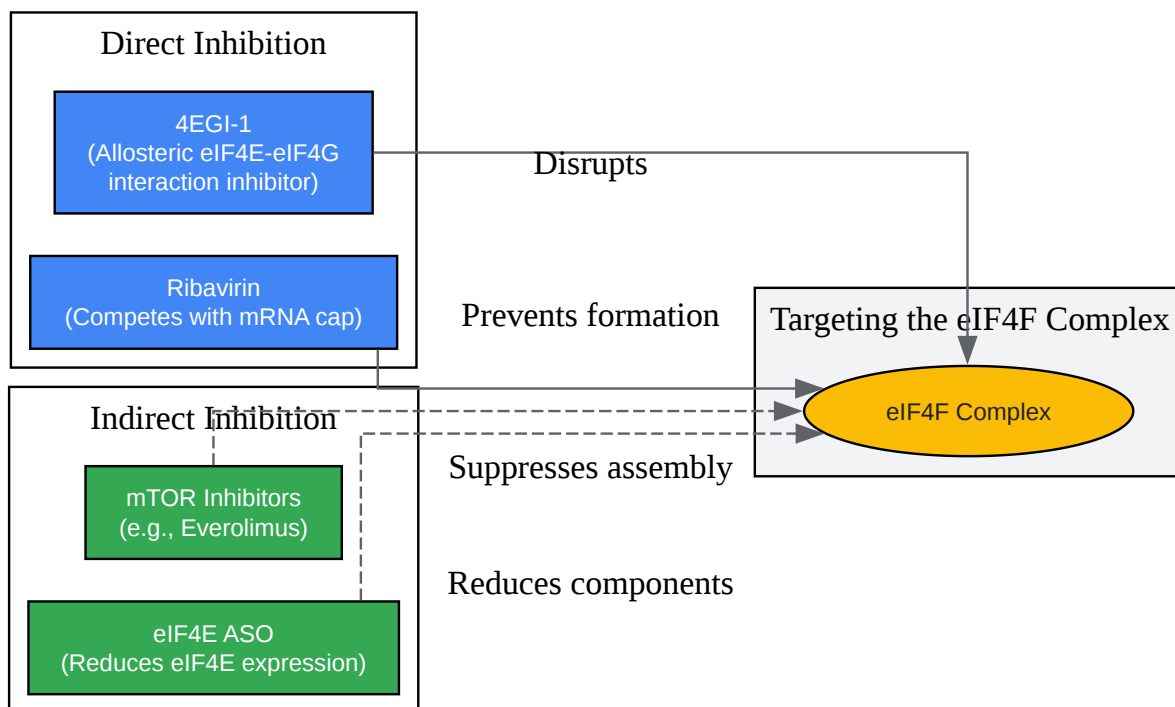 Direct Inhibition
4EGI-1
(Allosteric eIF4E-eIF4G
interaction inhibitor)
Disrupts
Ribavirin
(Competes with mRNA cap)
Prevents formation
Targeting the eIF4F Complex
eIF4F Complex
Indirect Inhibition
Suppresses assembly
mTOR Inhibitors
(e.g., Everolimus)
Reduces components
eIF4E ASO
(Reduces eIF4E expression)